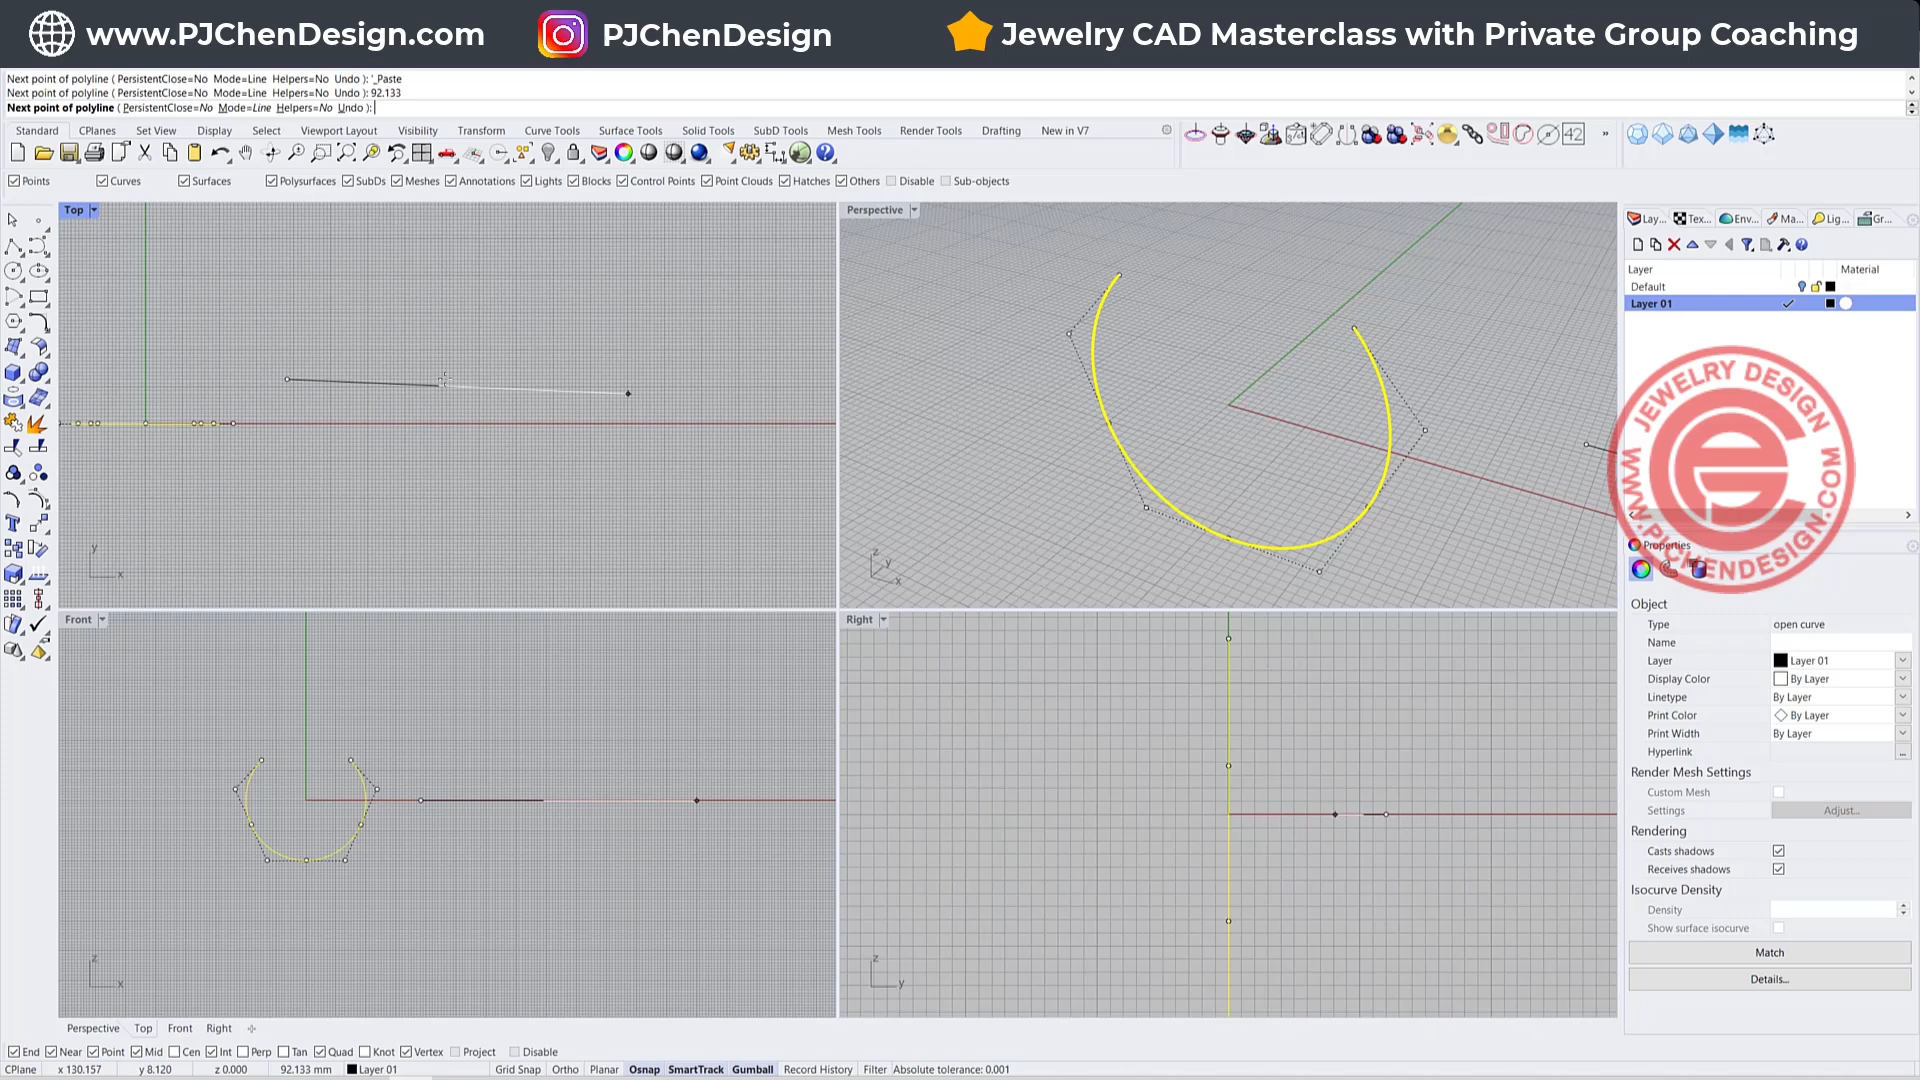 www.PJChenDesign.com PJChenDesign Jewelry CAD Masterclass with Private Group Coaching
Next point of polyline ( PersistentClose=No Mode=Line Helpers=No Undo ): '_Paste
Next point of polyline ( PersistentClose=No Mode=Line Helpers=No Undo ): 92.133
Next point of polyline ( PersistentClose=No Mode=Line Helpers=No Undo ):
Standard CPlanes Set View Display Select Viewport Layout Visibility Transform Curve Tools Surface Tools Solid Tools SubD Tools Mesh Tools Render Tools Drafting New in V7
42 »
Points Curves Surfaces Polysurfaces SubDs Meshes Annotations Lights Blocks Control Points Point Clouds Hatches Others Disable Sub-objects
Top
Perspective
Lay... Tex... Env... Ma... Lig... Gr...
Layer Material
Default
Layer 01
JEWELRY DESIGN
WWW.PJCHENDESIGN.COM
y
x
z
y
x
Properties
Front
Right
Object
Type open curve
Name
Layer Layer 01
Display Color By Layer
Linetype By Layer
Print Color By Layer
Print Width By Layer
Hyperlink ...
Render Mesh Settings
Custom Mesh
Settings Adjust...
Rendering
Casts shadows
Receives shadows
Isocurve Density
Density
Show surface isocurve
Match
Details...
z
x
z
y
Perspective Top Front Right
End Near Point Mid Cen Int Perp Tan Quad Knot Vertex Project Disable
CPlane x 130.157 y 8.120 z 0.000 92.133 mm Layer 01 Grid Snap Ortho Planar Osnap SmartTrack Gumball Record History Filter Absolute tolerance: 0.001